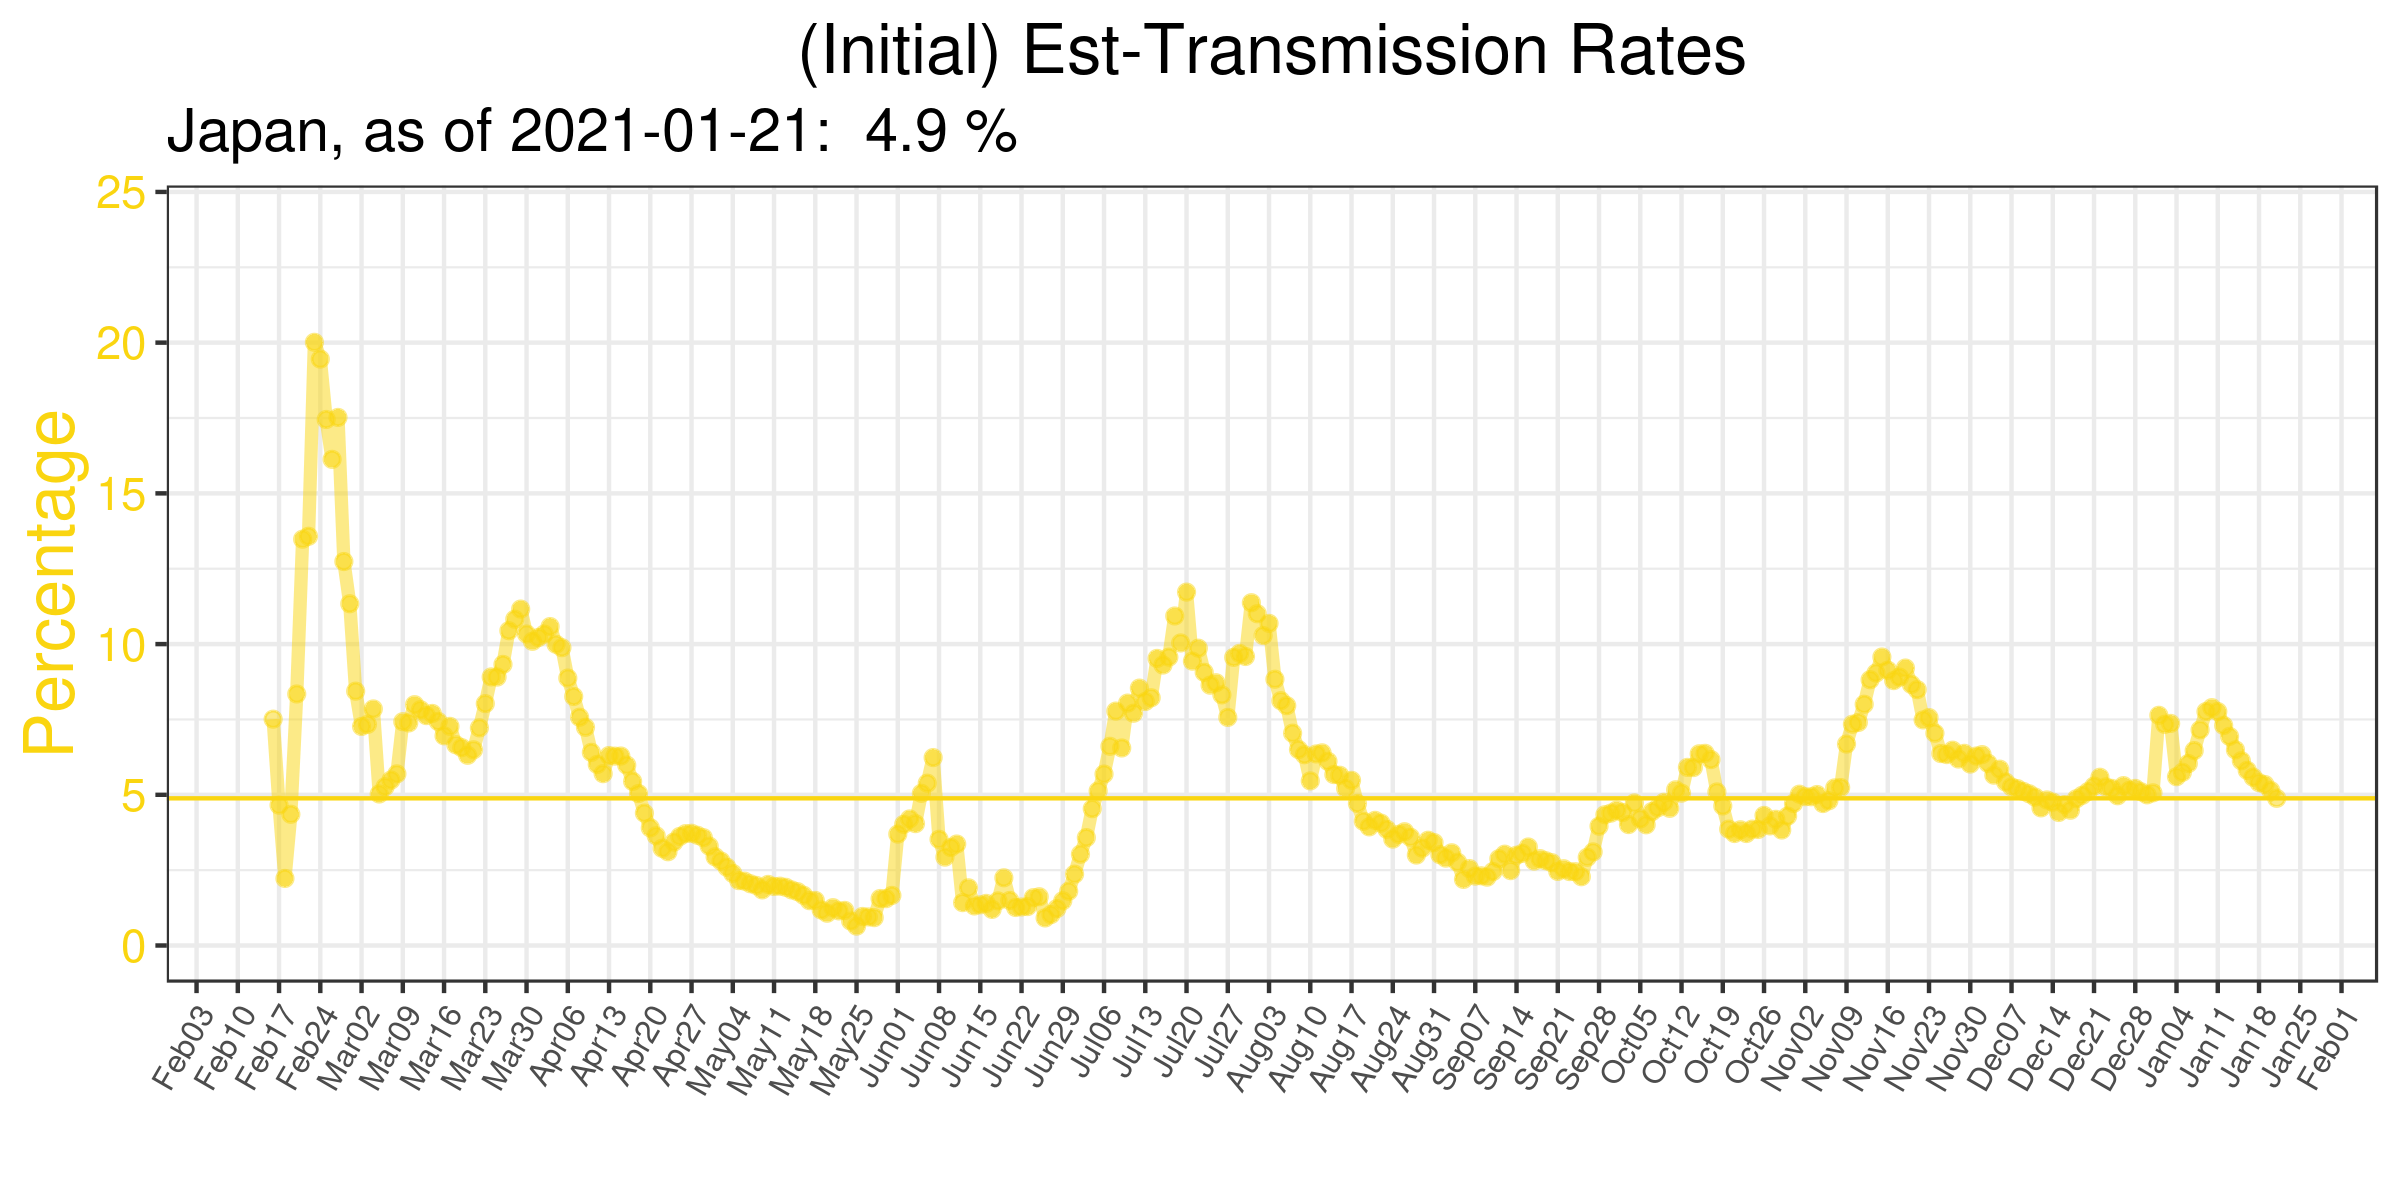 (Initial) Est-Transmission Rates
Japan, as of 2021-01-21:  4.9 %
Percentage
25
20
15
10
5
0
Feb03
Feb10
Feb17
Feb24
Mar02
Mar09
Mar16
Mar23
Mar30
Apr06
Apr13
Apr20
Apr27
May04
May11
May18
May25
Jun01
Jun08
Jun15
Jun22
Jun29
Jul06
Jul13
Jul20
Jul27
Aug03
Aug10
Aug17
Aug24
Aug31
Sep07
Sep14
Sep21
Sep28
Oct05
Oct12
Oct19
Oct26
Nov02
Nov09
Nov16
Nov23
Nov30
Dec07
Dec14
Dec21
Dec28
Jan04
Jan11
Jan18
Jan25
Feb01